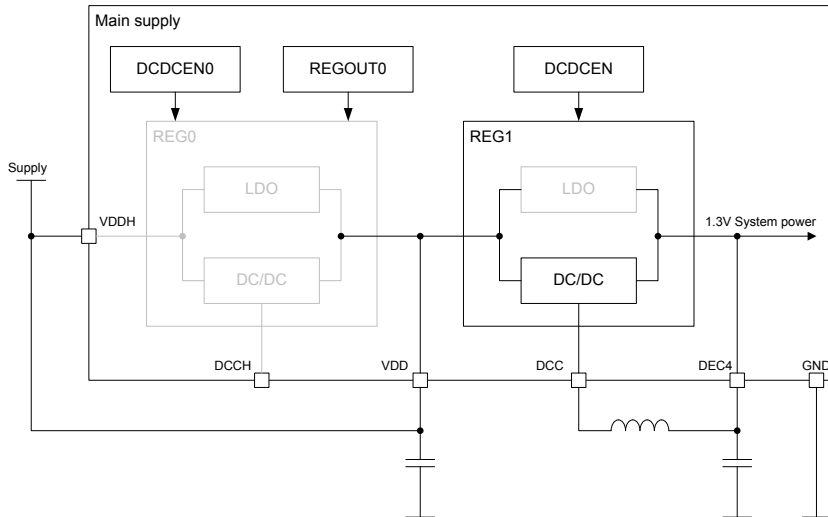 Main supply
DCDCEN0
REGOUT0
DCDCEN
REG0
REG1
LDO
LDO
Supply
VDDH
1.3V System power
DC/DC
DC/DC
DCCH
VDD
DCC
DEC4
GND